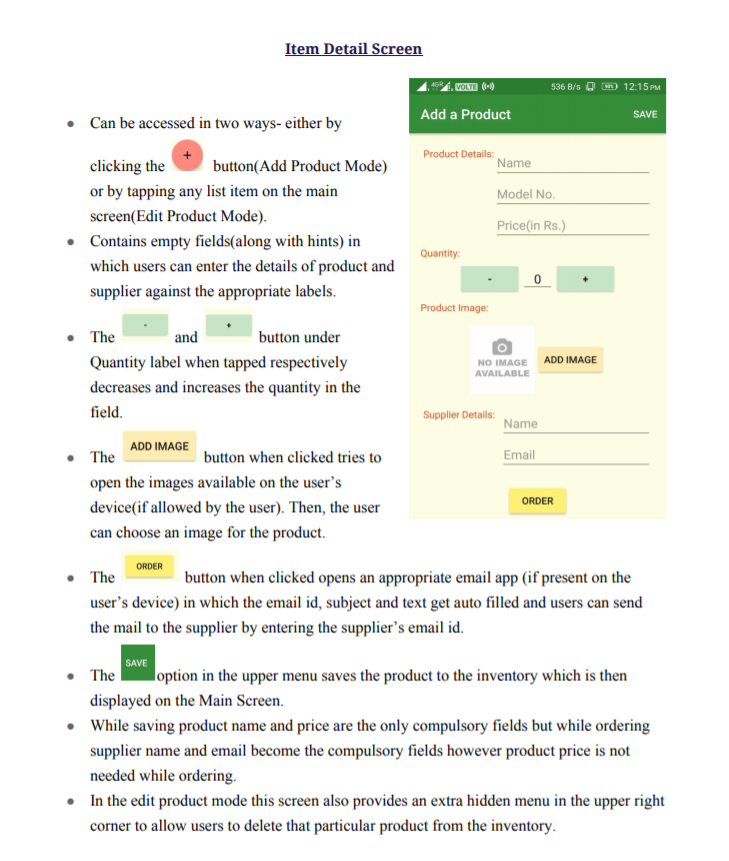 Item Detail Screen
Can be accessed in two ways- either by
clicking the + button(Add Product Mode)
or by tapping any list item on the main
screen(Edit Product Mode).
Contains empty fields(along with hints) in
which users can enter the details of product and
supplier against the appropriate labels.
The - and + button under
Quantity label when tapped respectively
decreases and increases the quantity in the
field.
The ADD IMAGE button when clicked tries to
open the images available on the user’s
device(if allowed by the user). Then, the user
can choose an image for the product.
4G VOLTE 536 B/s 12:15 PM
Add a Product SAVE
Product Details:
Name
Model No.
Price(in Rs.)
Quantity:
- 0 +
Product Image:
NO IMAGE
AVAILABLE
ADD IMAGE
Supplier Details:
Name
Email
ORDER
The ORDER button when clicked opens an appropriate email app (if present on the
user’s device) in which the email id, subject and text get auto filled and users can send
the mail to the supplier by entering the supplier’s email id.
The SAVE option in the upper menu saves the product to the inventory which is then
displayed on the Main Screen.
While saving product name and price are the only compulsory fields but while ordering
supplier name and email become the compulsory fields however product price is not
needed while ordering.
In the edit product mode this screen also provides an extra hidden menu in the upper right
corner to allow users to delete that particular product from the inventory.